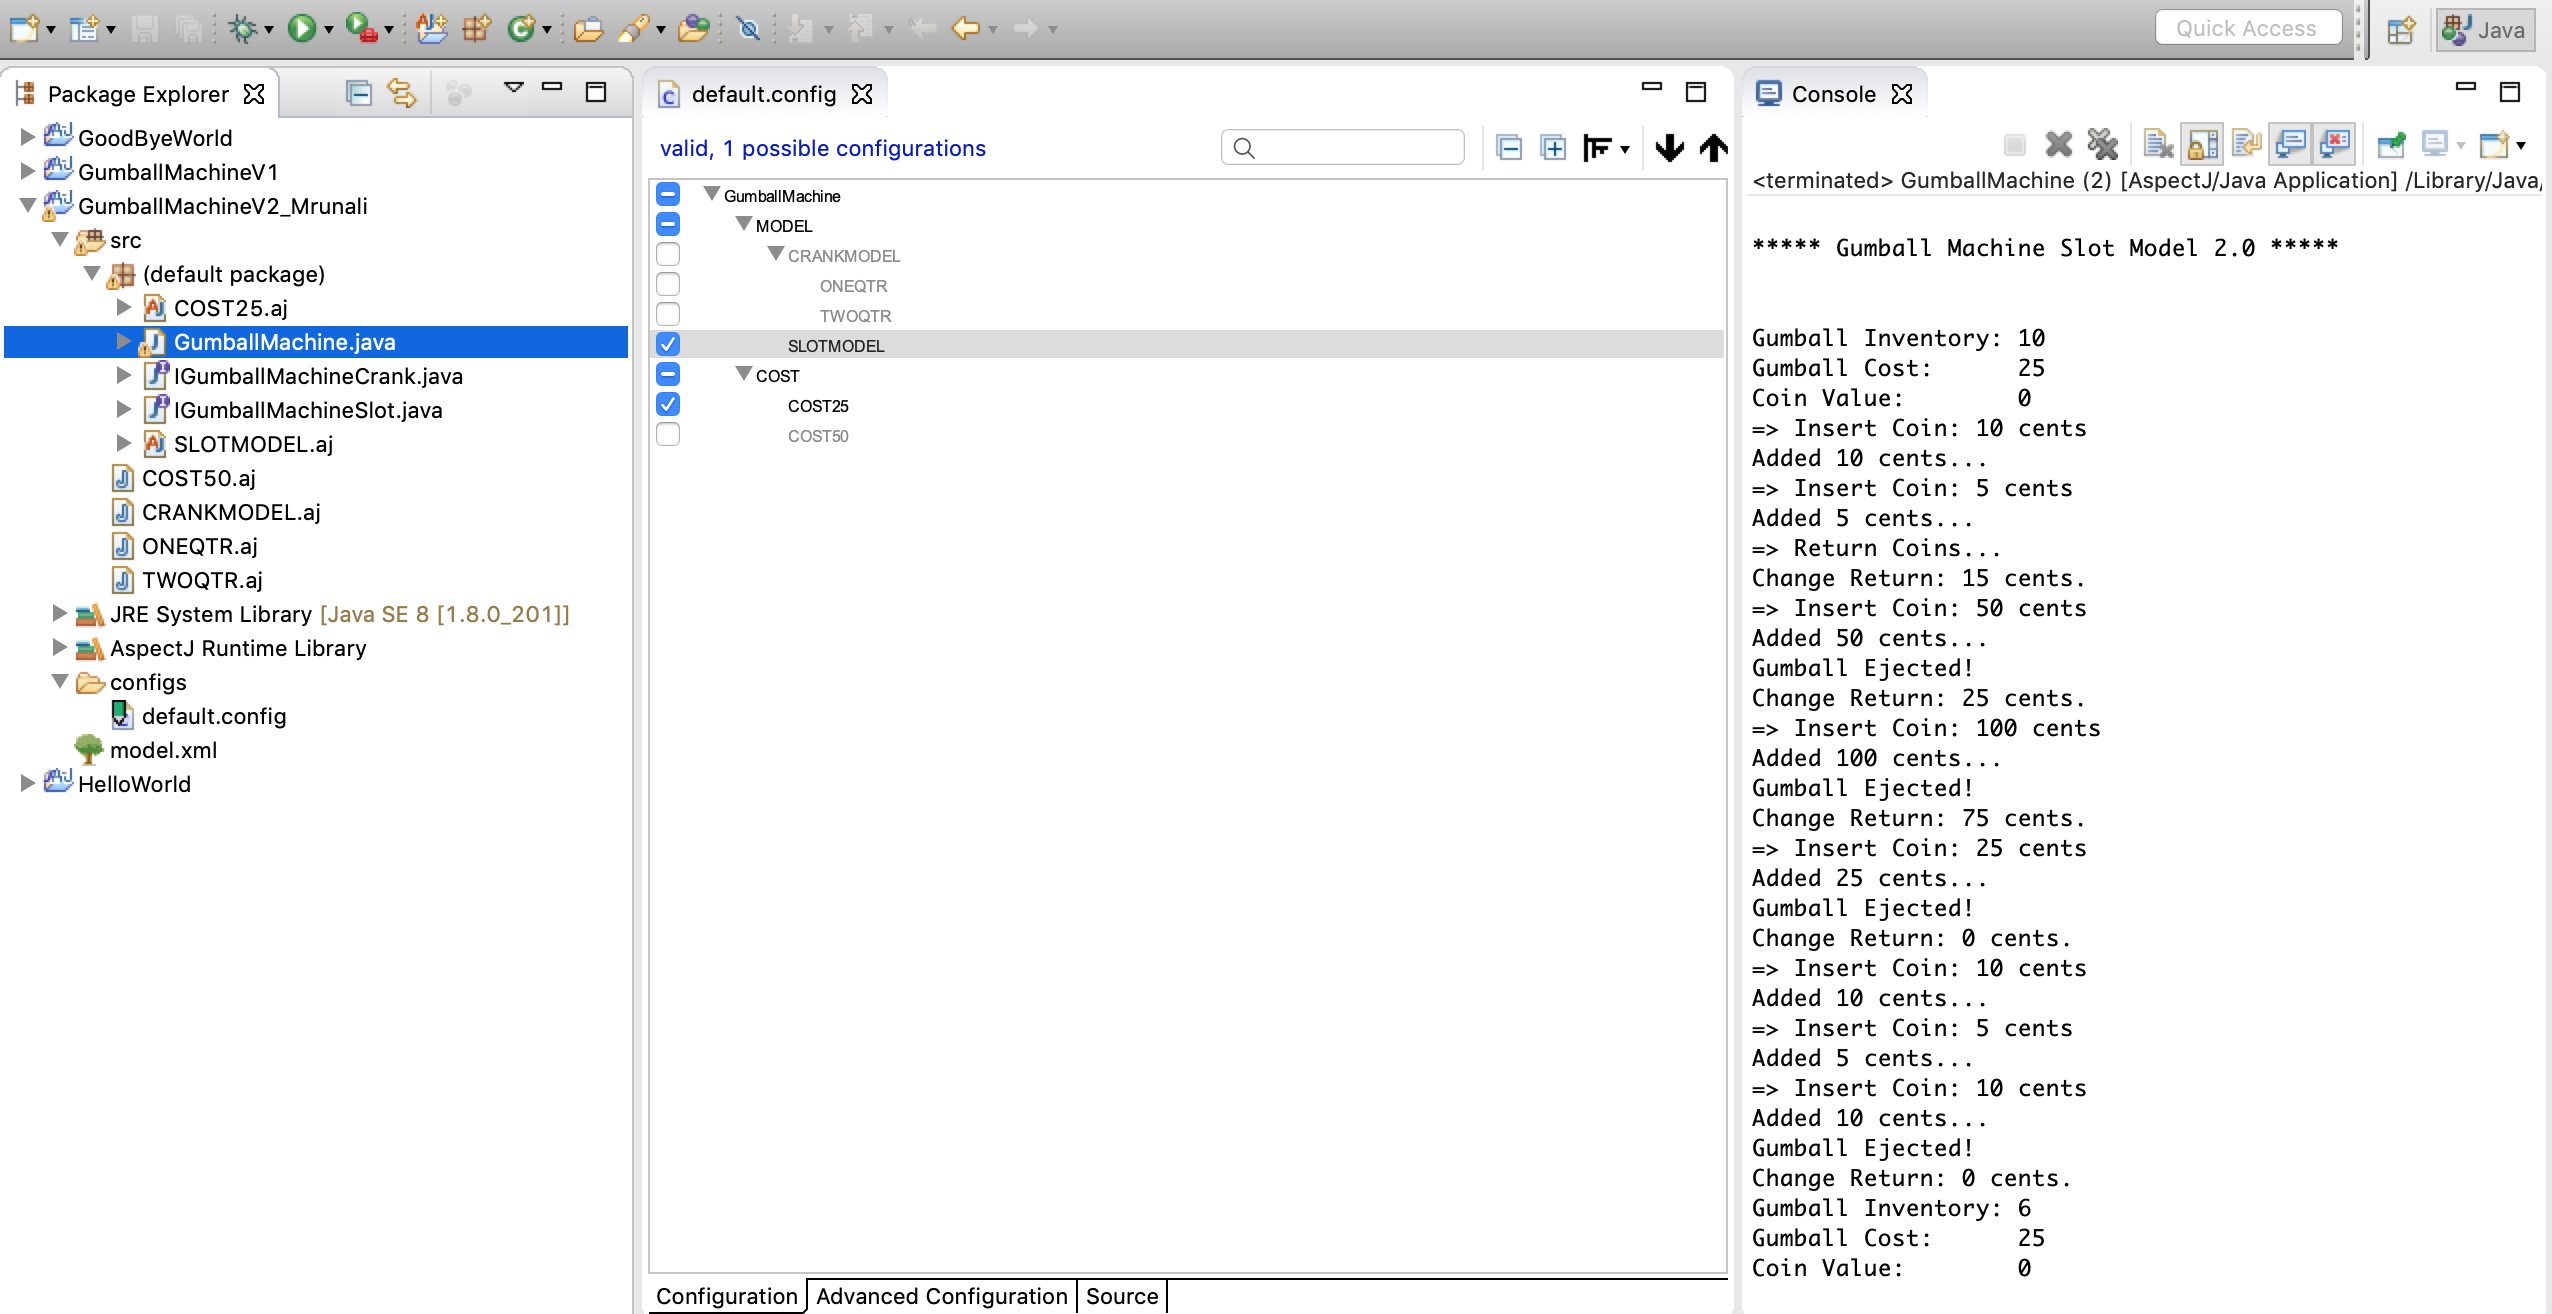 Quick Access
Java
Package Explorer
GoodByeWorld
GumballMachineV1
GumballMachineV2_Mrunali
src
(default package)
COST25.aj
GumballMachine.java
IGumballMachineCrank.java
IGumballMachineSlot.java
SLOTMODEL.aj
COST50.aj
CRANKMODEL.aj
ONEQTR.aj
TWOQTR.aj
JRE System Library [Java SE 8 [1.8.0_201]]
AspectJ Runtime Library
configs
default.config
model.xml
HelloWorld
default.config
valid, 1 possible configurations
GumballMachine
MODEL
CRANKMODEL
ONEQTR
TWOQTR
SLOTMODEL
COST
COST25
COST50
Configuration
Advanced Configuration
Source
Console
<terminated> GumballMachine (2) [AspectJ/Java Application] /Library/Java/
***** Gumball Machine Slot Model 2.0 *****
Gumball Inventory: 10
Gumball Cost: 25
Coin Value: 0
=> Insert Coin: 10 cents
Added 10 cents...
=> Insert Coin: 5 cents
Added 5 cents...
=> Return Coins...
Change Return: 15 cents.
=> Insert Coin: 50 cents
Added 50 cents...
Gumball Ejected!
Change Return: 25 cents.
=> Insert Coin: 100 cents
Added 100 cents...
Gumball Ejected!
Change Return: 75 cents.
=> Insert Coin: 25 cents
Added 25 cents...
Gumball Ejected!
Change Return: 0 cents.
=> Insert Coin: 10 cents
Added 10 cents...
=> Insert Coin: 5 cents
Added 5 cents...
=> Insert Coin: 10 cents
Added 10 cents...
Gumball Ejected!
Change Return: 0 cents.
Gumball Inventory: 6
Gumball Cost: 25
Coin Value: 0